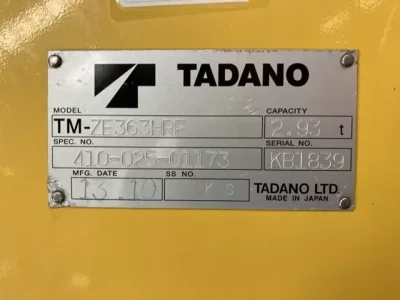 TADANO
MODEL CAPACITY
TM-ZE363HRF 2.93 t
SPEC. NO. SERIAL NO.
410-025-01173 KB1839
MFG. DATE SS NO.
13.10 KS TADANO LTD.
MADE IN JAPAN